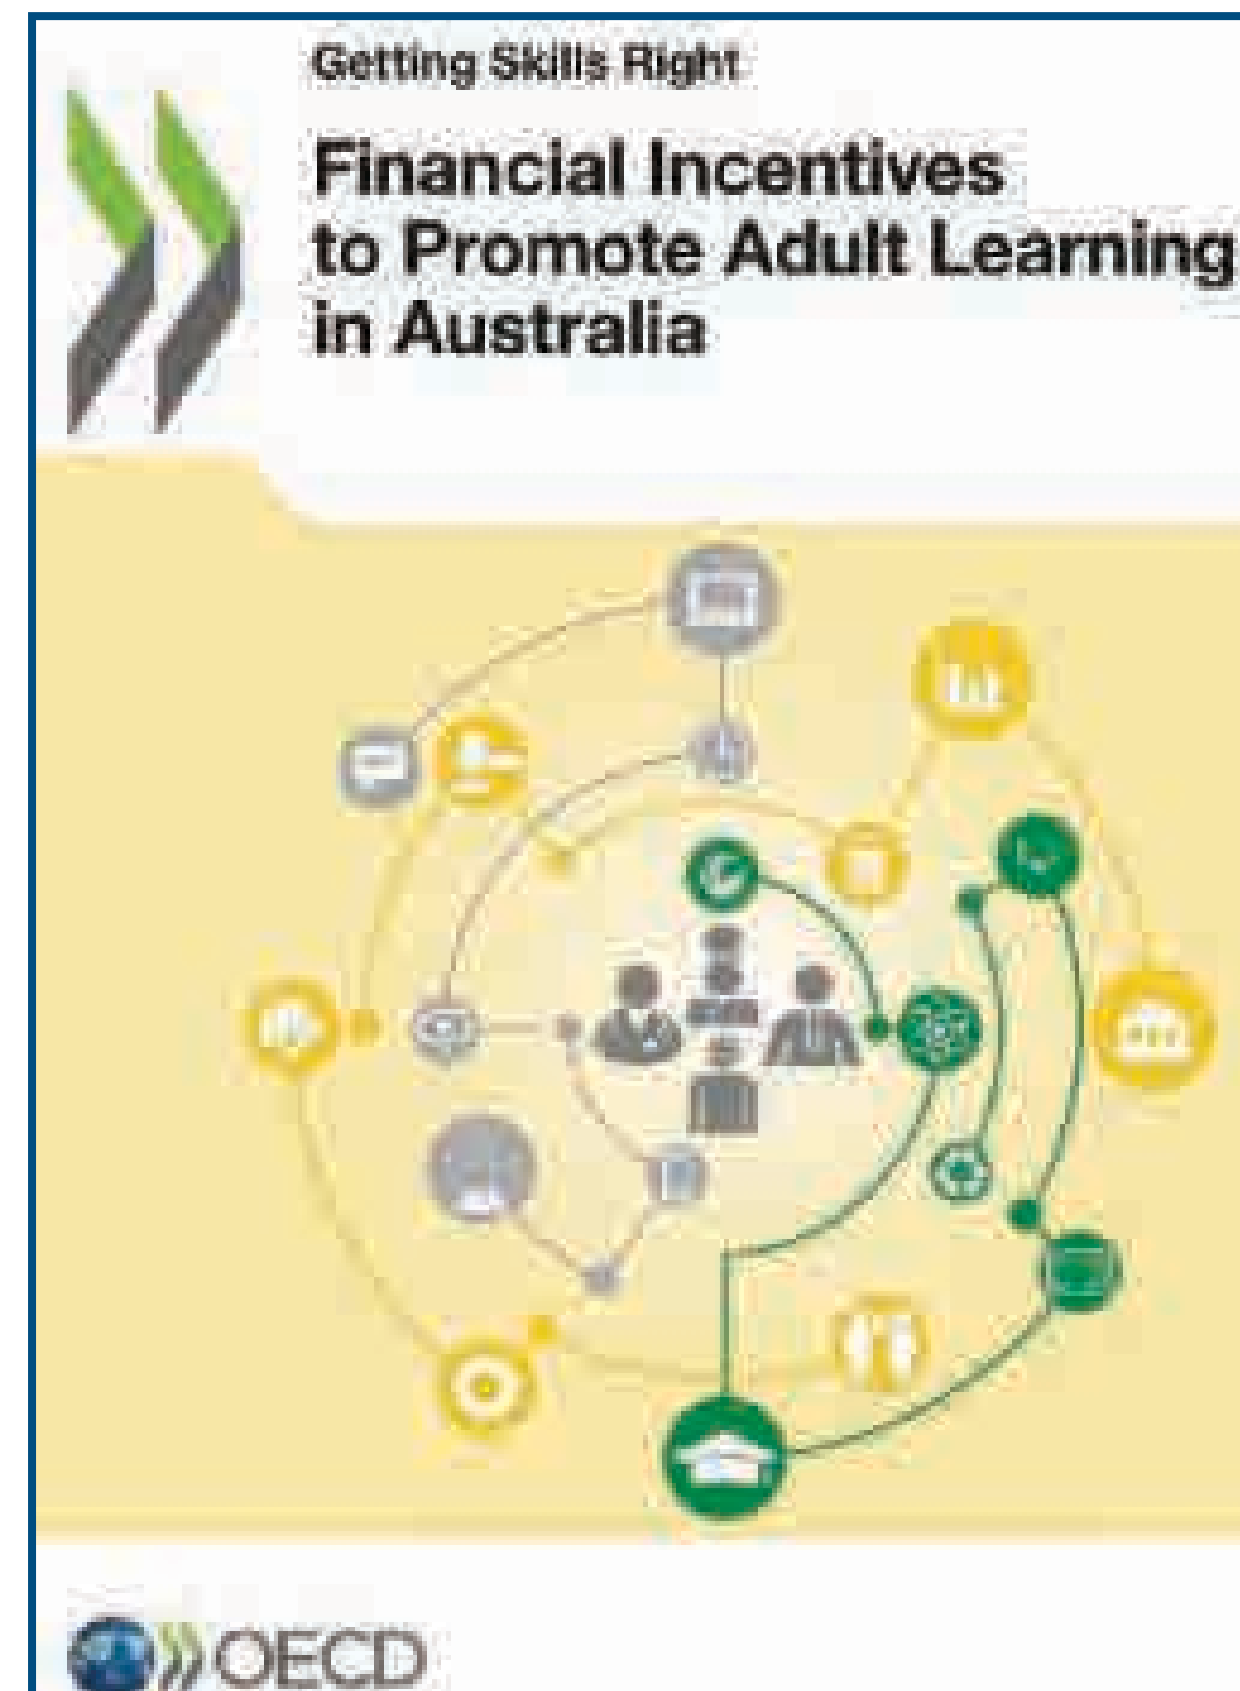 Getting Skills Right
Financial Incentives
to Promote Adult Learning
in Australia
OECD